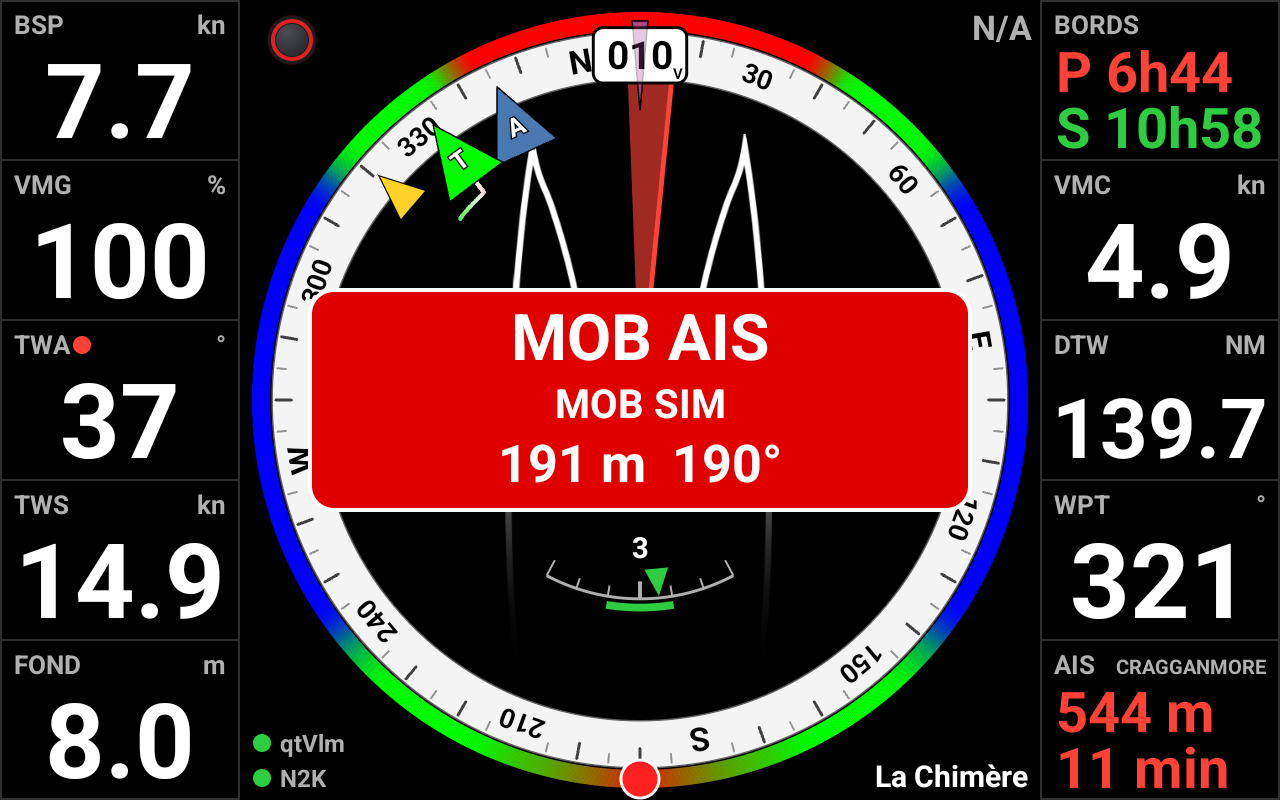 BSP kn
7.7
VMG %
100
TWA °
37
TWS kn
14.9
FOND m
8.0
N/A
N
010
V
30
60
E
120
150
S
210
240
300
330
T
A
MOB AIS
MOB SIM
191 m 190°
3
qtVlm
N2K
La Chimère
BORDS
P 6h44
S 10h58
VMC kn
4.9
DTW NM
139.7
WPT °
321
AIS CRAGGANMORE
544 m
11 min